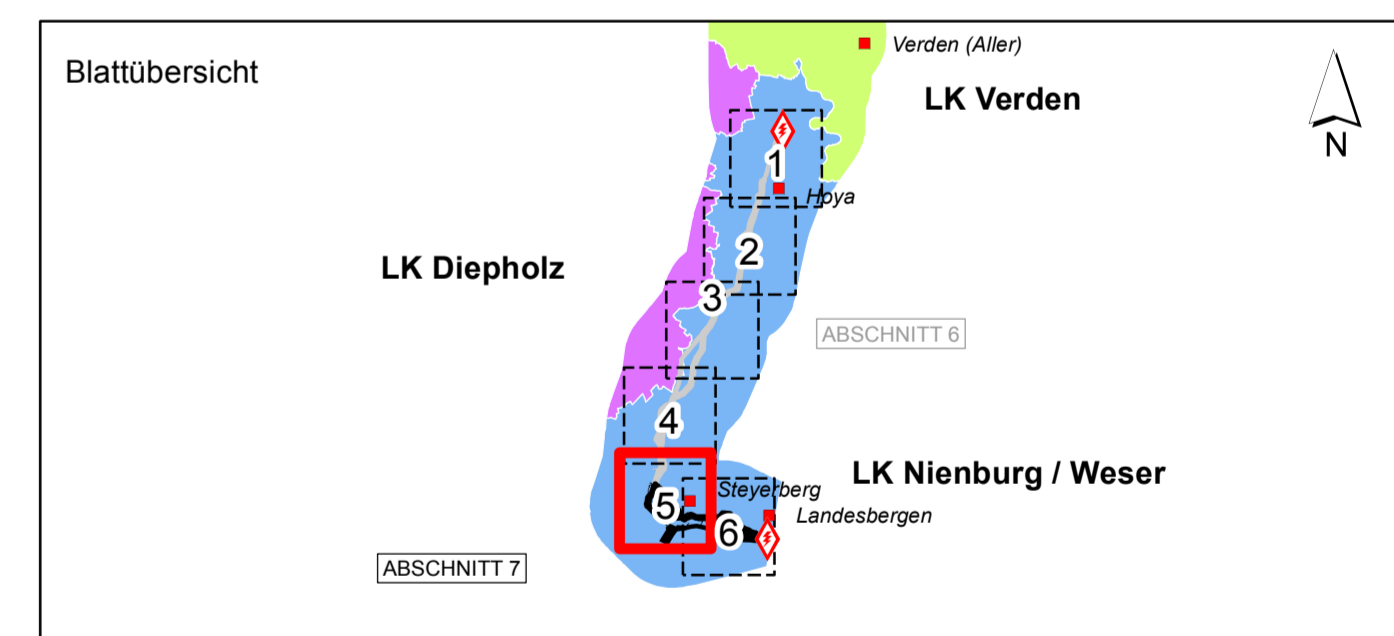 Blattübersicht
Verden (Aller)
LK Verden
N
1
Hoya
2
LK Diepholz
3
ABSCHNITT 6
4
LK Nienburg / Weser
Steyerberg
5
Landesbergen
6
ABSCHNITT 7